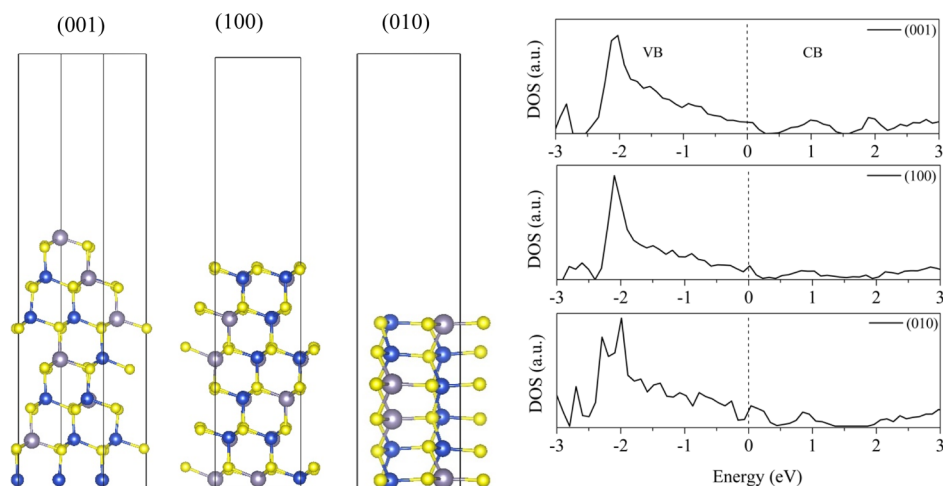 (001)
(100)
(010)
DOS (a.u.)
VB
CB
(001)
-3 -2 -1 0 1 2 3
DOS (a.u.)
(100)
-3 -2 -1 0 1 2 3
DOS (a.u.)
(010)
-3 -2 -1 0 1 2 3
Energy (eV)